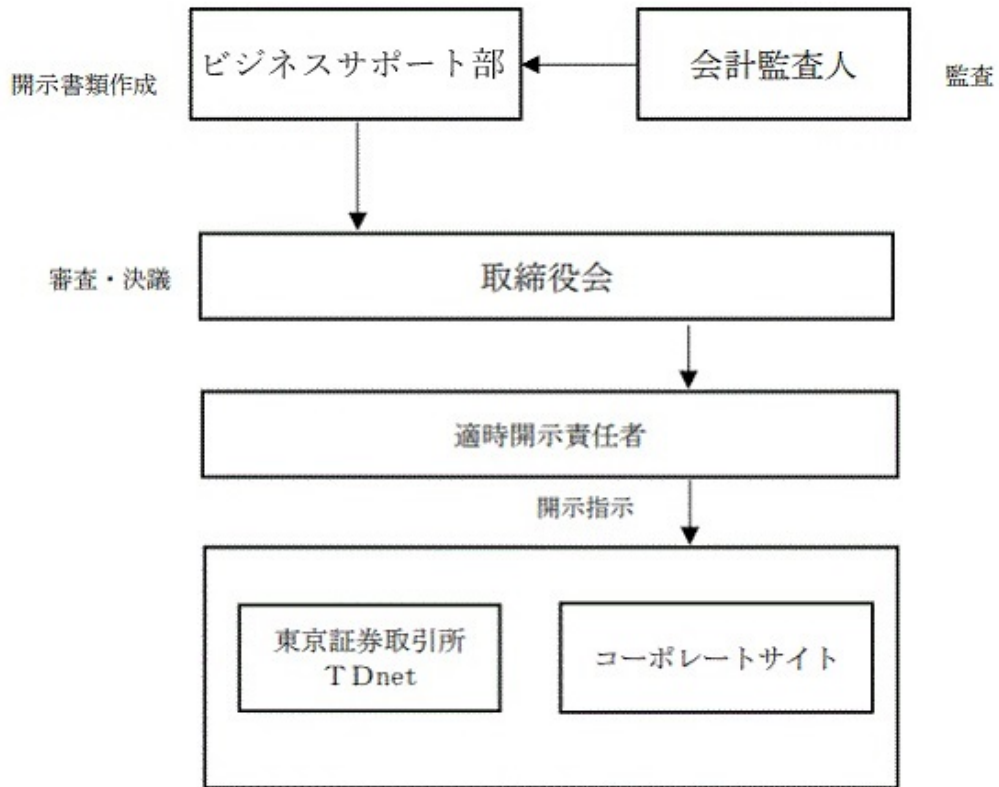 開示書類作成
ビジネスサポート部
会計監査人
監査
審査・決議
取締役会
適時開示責任者
開示指示
東京証券取引所
ＴDnet
コーポレートサイト